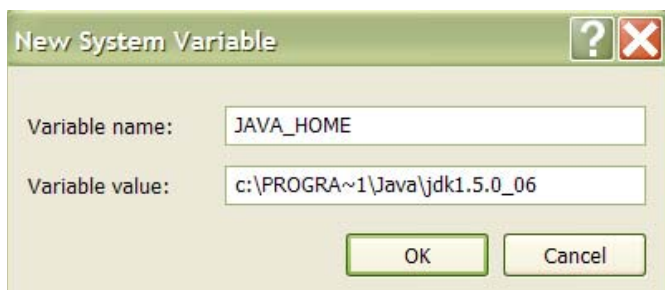 New System Variable
Variable name: JAVA_HOME
Variable value: c:\PROGRA~1\Java\jdk1.5.0_06
OK Cancel